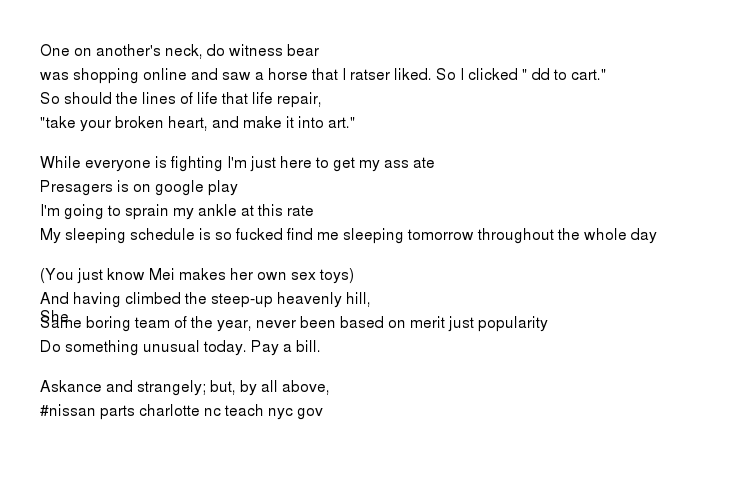 One on another's neck, do witness bear
was shopping online and saw a horse that I ratser liked. So I clicked " dd to cart."
So should the lines of life that life repair,
"take your broken heart, and make it into art."
While everyone is fighting I'm just here to get my ass ate
Presagers is on google play
I'm going to sprain my ankle at this rate
My sleeping schedule is so fucked find me sleeping tomorrow throughout the whole day
(You just know Mei makes her own sex toys)
And having climbed the steep-up heavenly hill,
She
Same boring team of the year, never been based on merit just popularity
Do something unusual today. Pay a bill.
Askance and strangely; but, by all above,
#nissan parts charlotte nc teach nyc gov